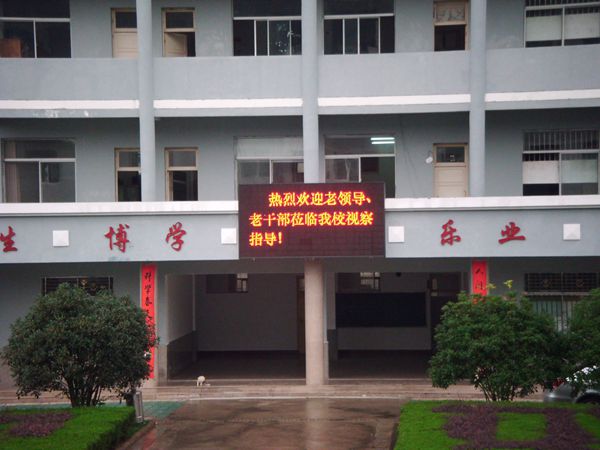 热烈欢迎老领导、
老干部莅临我校视察
指导!
生 博 学
乐 业